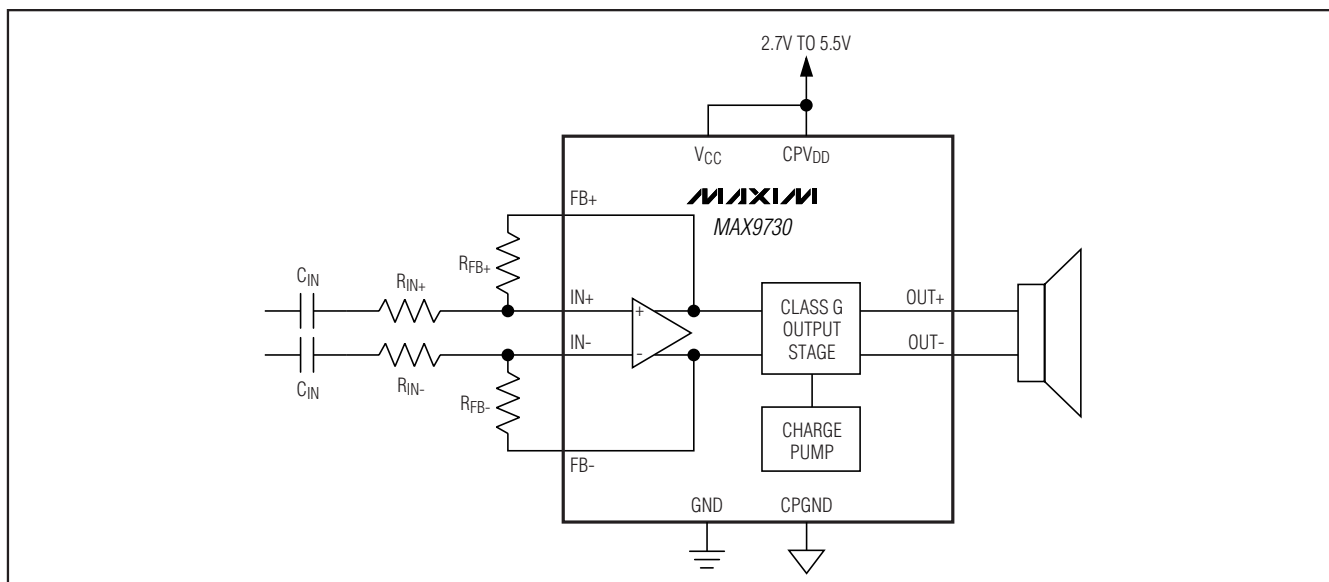 2.7V TO 5.5V
VCC
CPVDD
MAXIM
MAX9730
FB+
RFB+
CIN
RIN+
IN+
+
CLASS G
OUTPUT
STAGE
OUT+
IN-
-
OUT-
CIN
RIN-
RFB-
CHARGE
PUMP
FB-
GND
CPGND